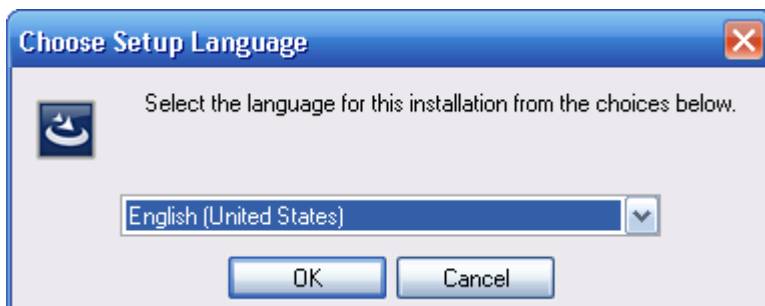 Choose Setup Language
Select the language for this installation from the choices below.
English (United States)
OK
Cancel